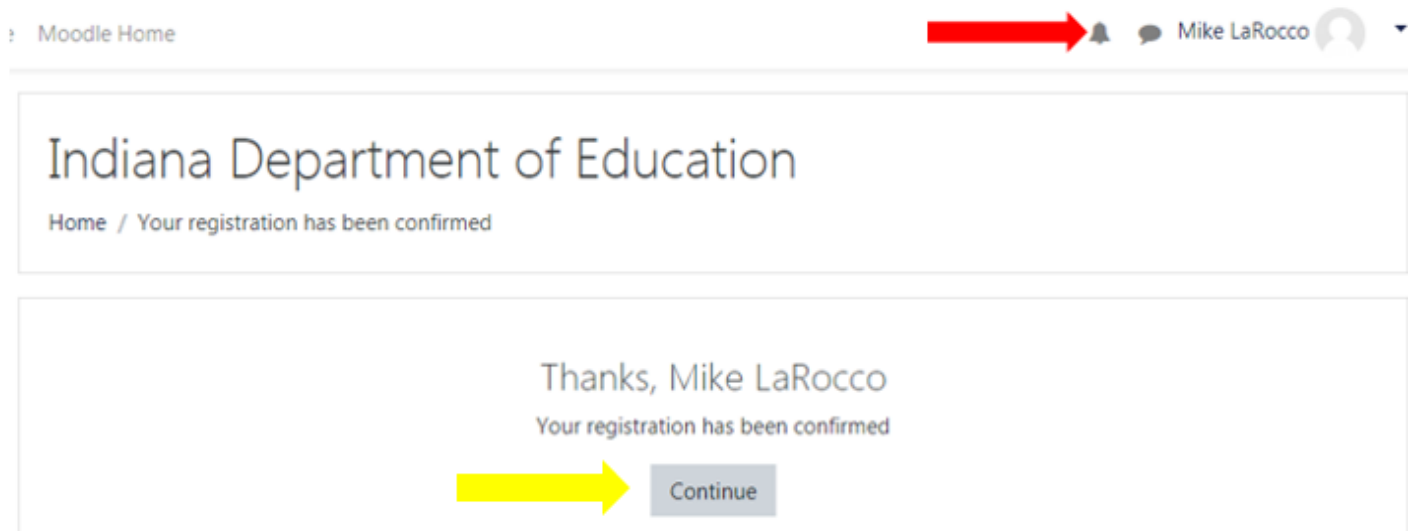 Moodle Home
Mike LaRocco
Indiana Department of Education
Home / Your registration has been confirmed
Thanks, Mike LaRocco
Your registration has been confirmed
Continue